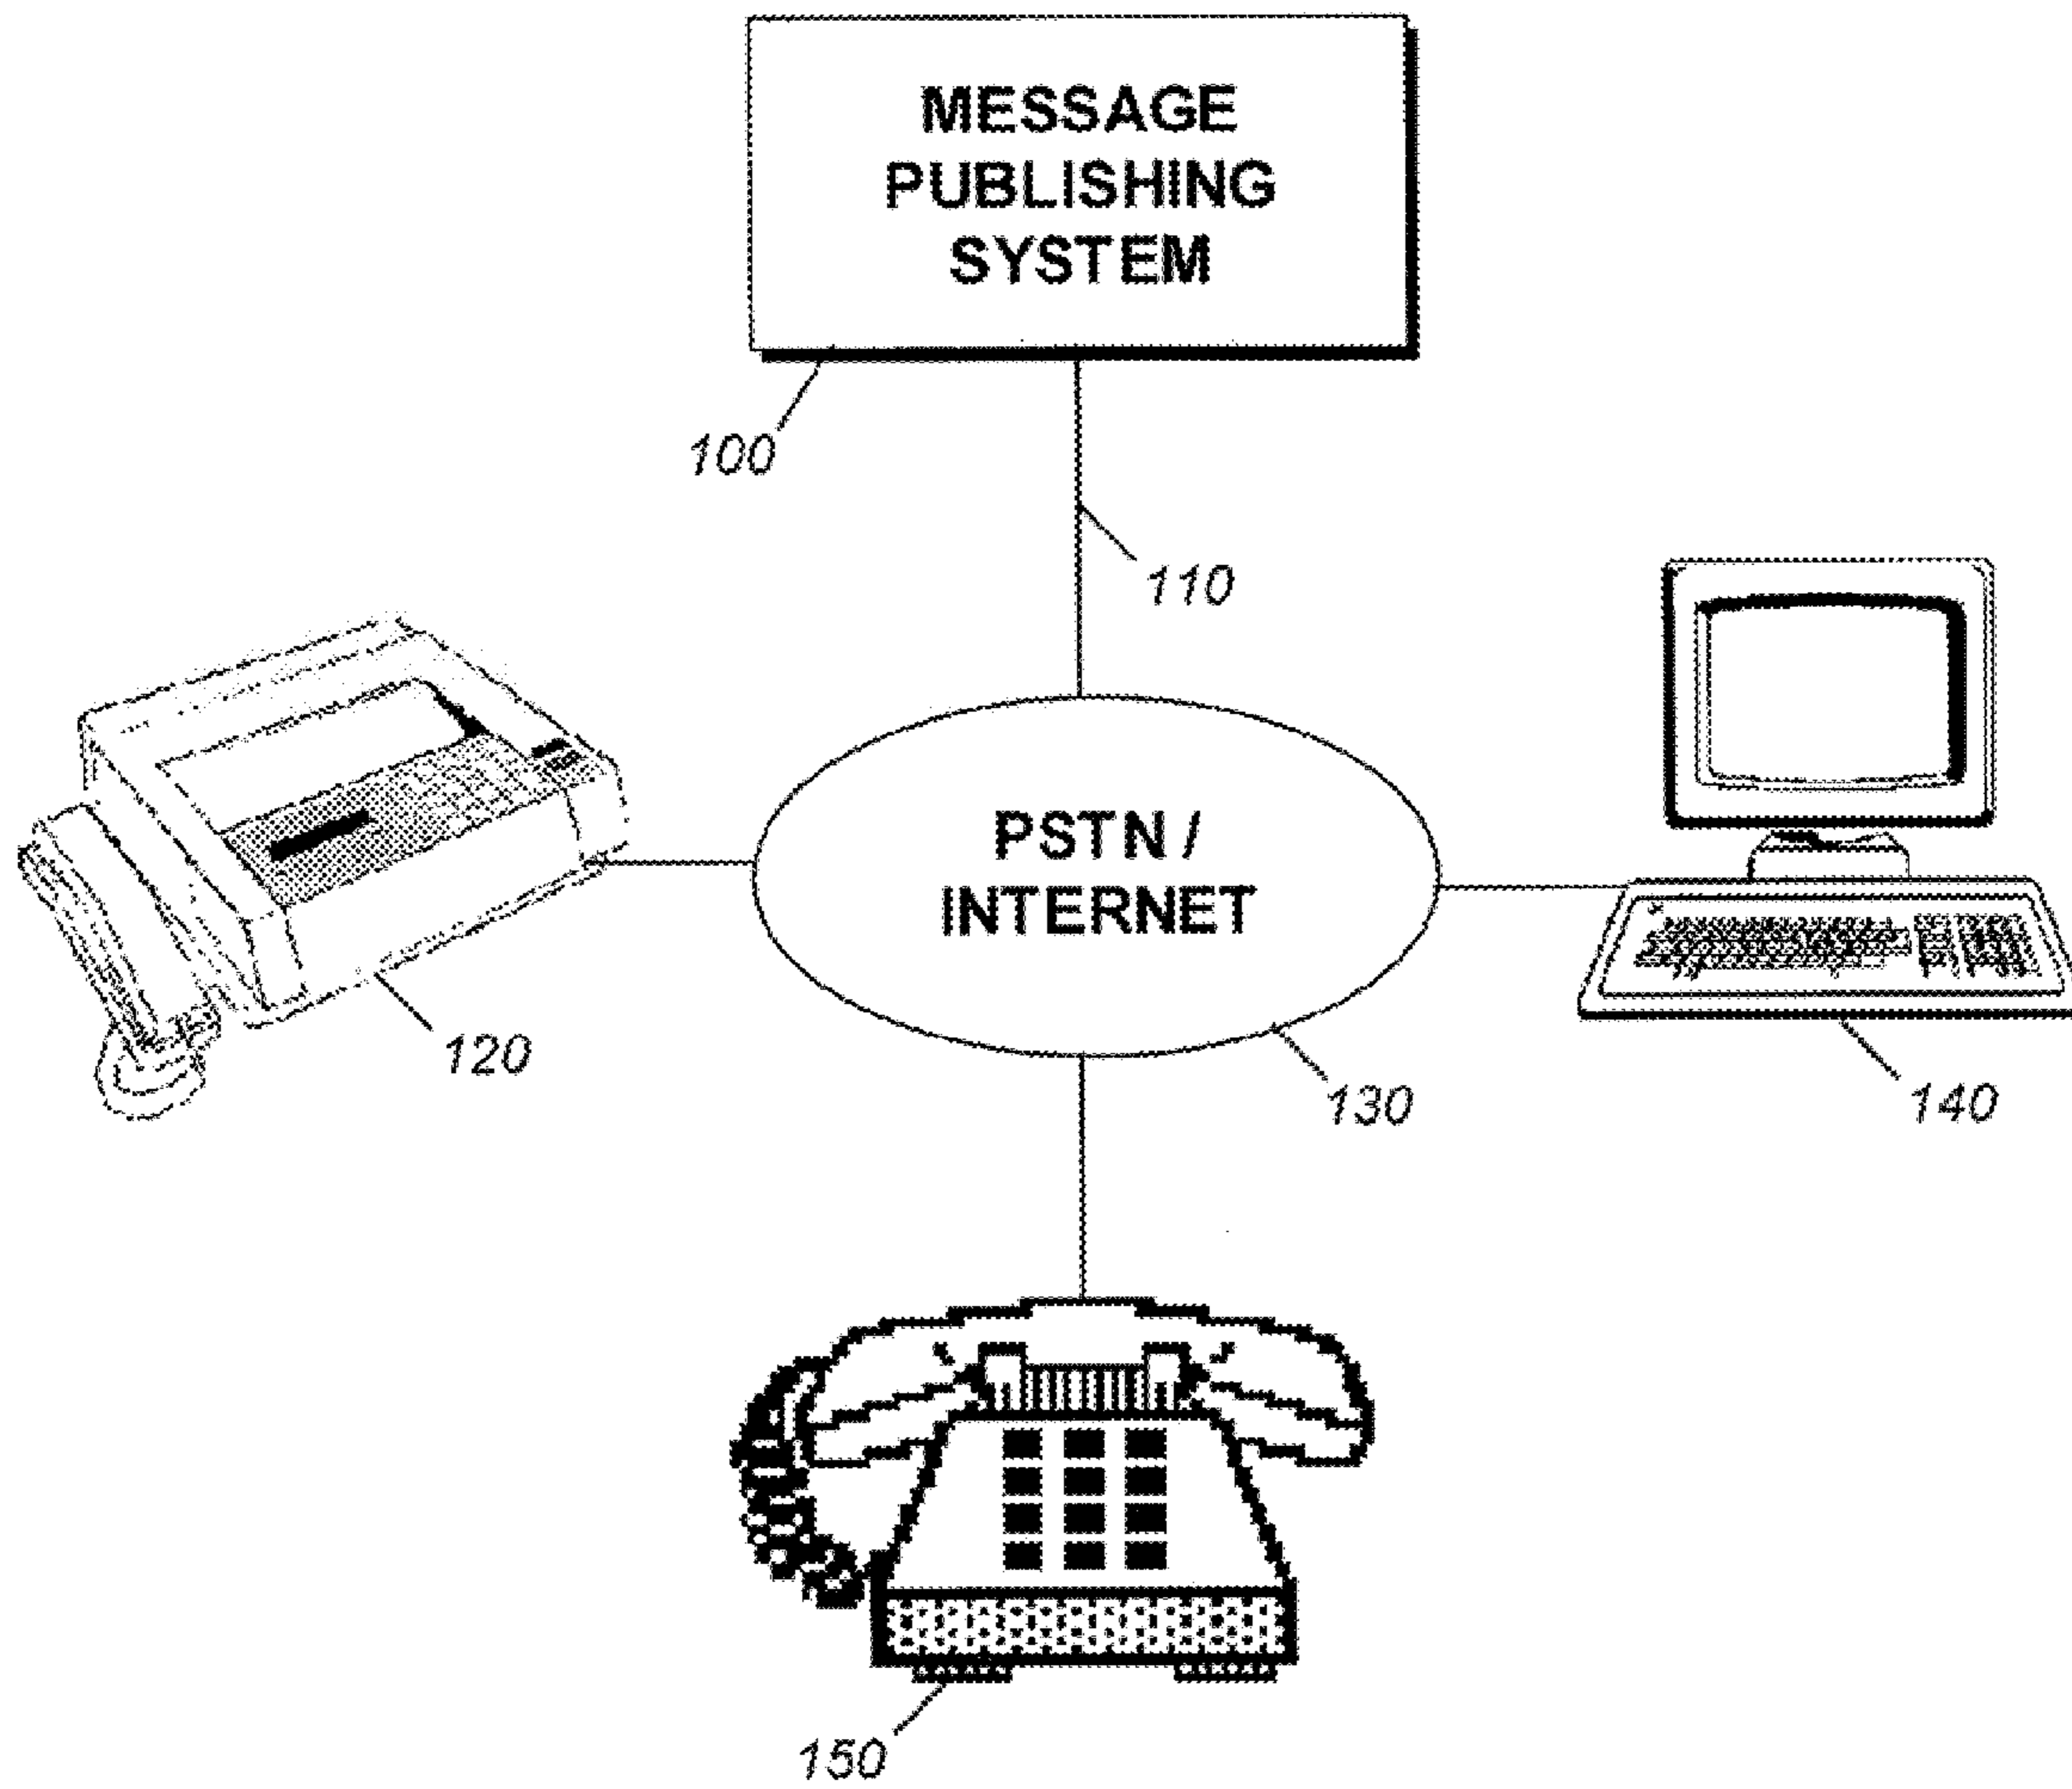 MESSAGE
PUBLISHING
SYSTEM
100
110
PSTN /
INTERNET
120
130
140
150